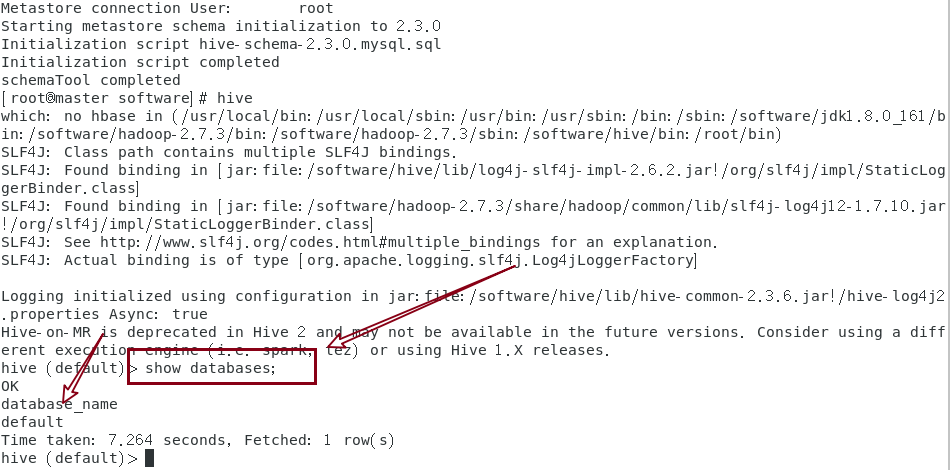 Metastore connection User:       root
Starting metastore schema initialization to 2.3.0
Initialization script hive-schema-2.3.0.mysql.sql
Initialization script completed
schemaTool completed
[root@master software]# hive
which: no hbase in (/usr/local/bin:/usr/local/sbin:/usr/bin:/usr/sbin:/bin:/sbin:/software/jdk1.8.0_161/b
in:/software/hadoop-2.7.3/bin:/software/hadoop-2.7.3/sbin:/software/hive/bin:/root/bin)
SLF4J: Class path contains multiple SLF4J bindings.
SLF4J: Found binding in [jar:file:/software/hive/lib/log4j-slf4j-impl-2.6.2.jar!/org/slf4j/impl/StaticLog
gerBinder.class]
SLF4J: Found binding in [jar:file:/software/hadoop-2.7.3/share/hadoop/common/lib/slf4j-log4j12-1.7.10.jar
!/org/slf4j/impl/StaticLoggerBinder.class]
SLF4J: See http://www.slf4j.org/codes.html#multiple_bindings for an explanation.
SLF4J: Actual binding is of type [org.apache.logging.slf4j.Log4jLoggerFactory]

Logging initialized using configuration in jar:file:/software/hive/lib/hive-common-2.3.6.jar!/hive-log4j2
.properties Async: true
Hive-on-MR is deprecated in Hive 2 and may not be available in the future versions. Consider using a diff
erent execution engine (i.e. spark, tez) or using Hive 1.X releases.
hive (default)> show databases;
OK
database_name
default
Time taken: 7.264 seconds, Fetched: 1 row(s)
hive (default)>